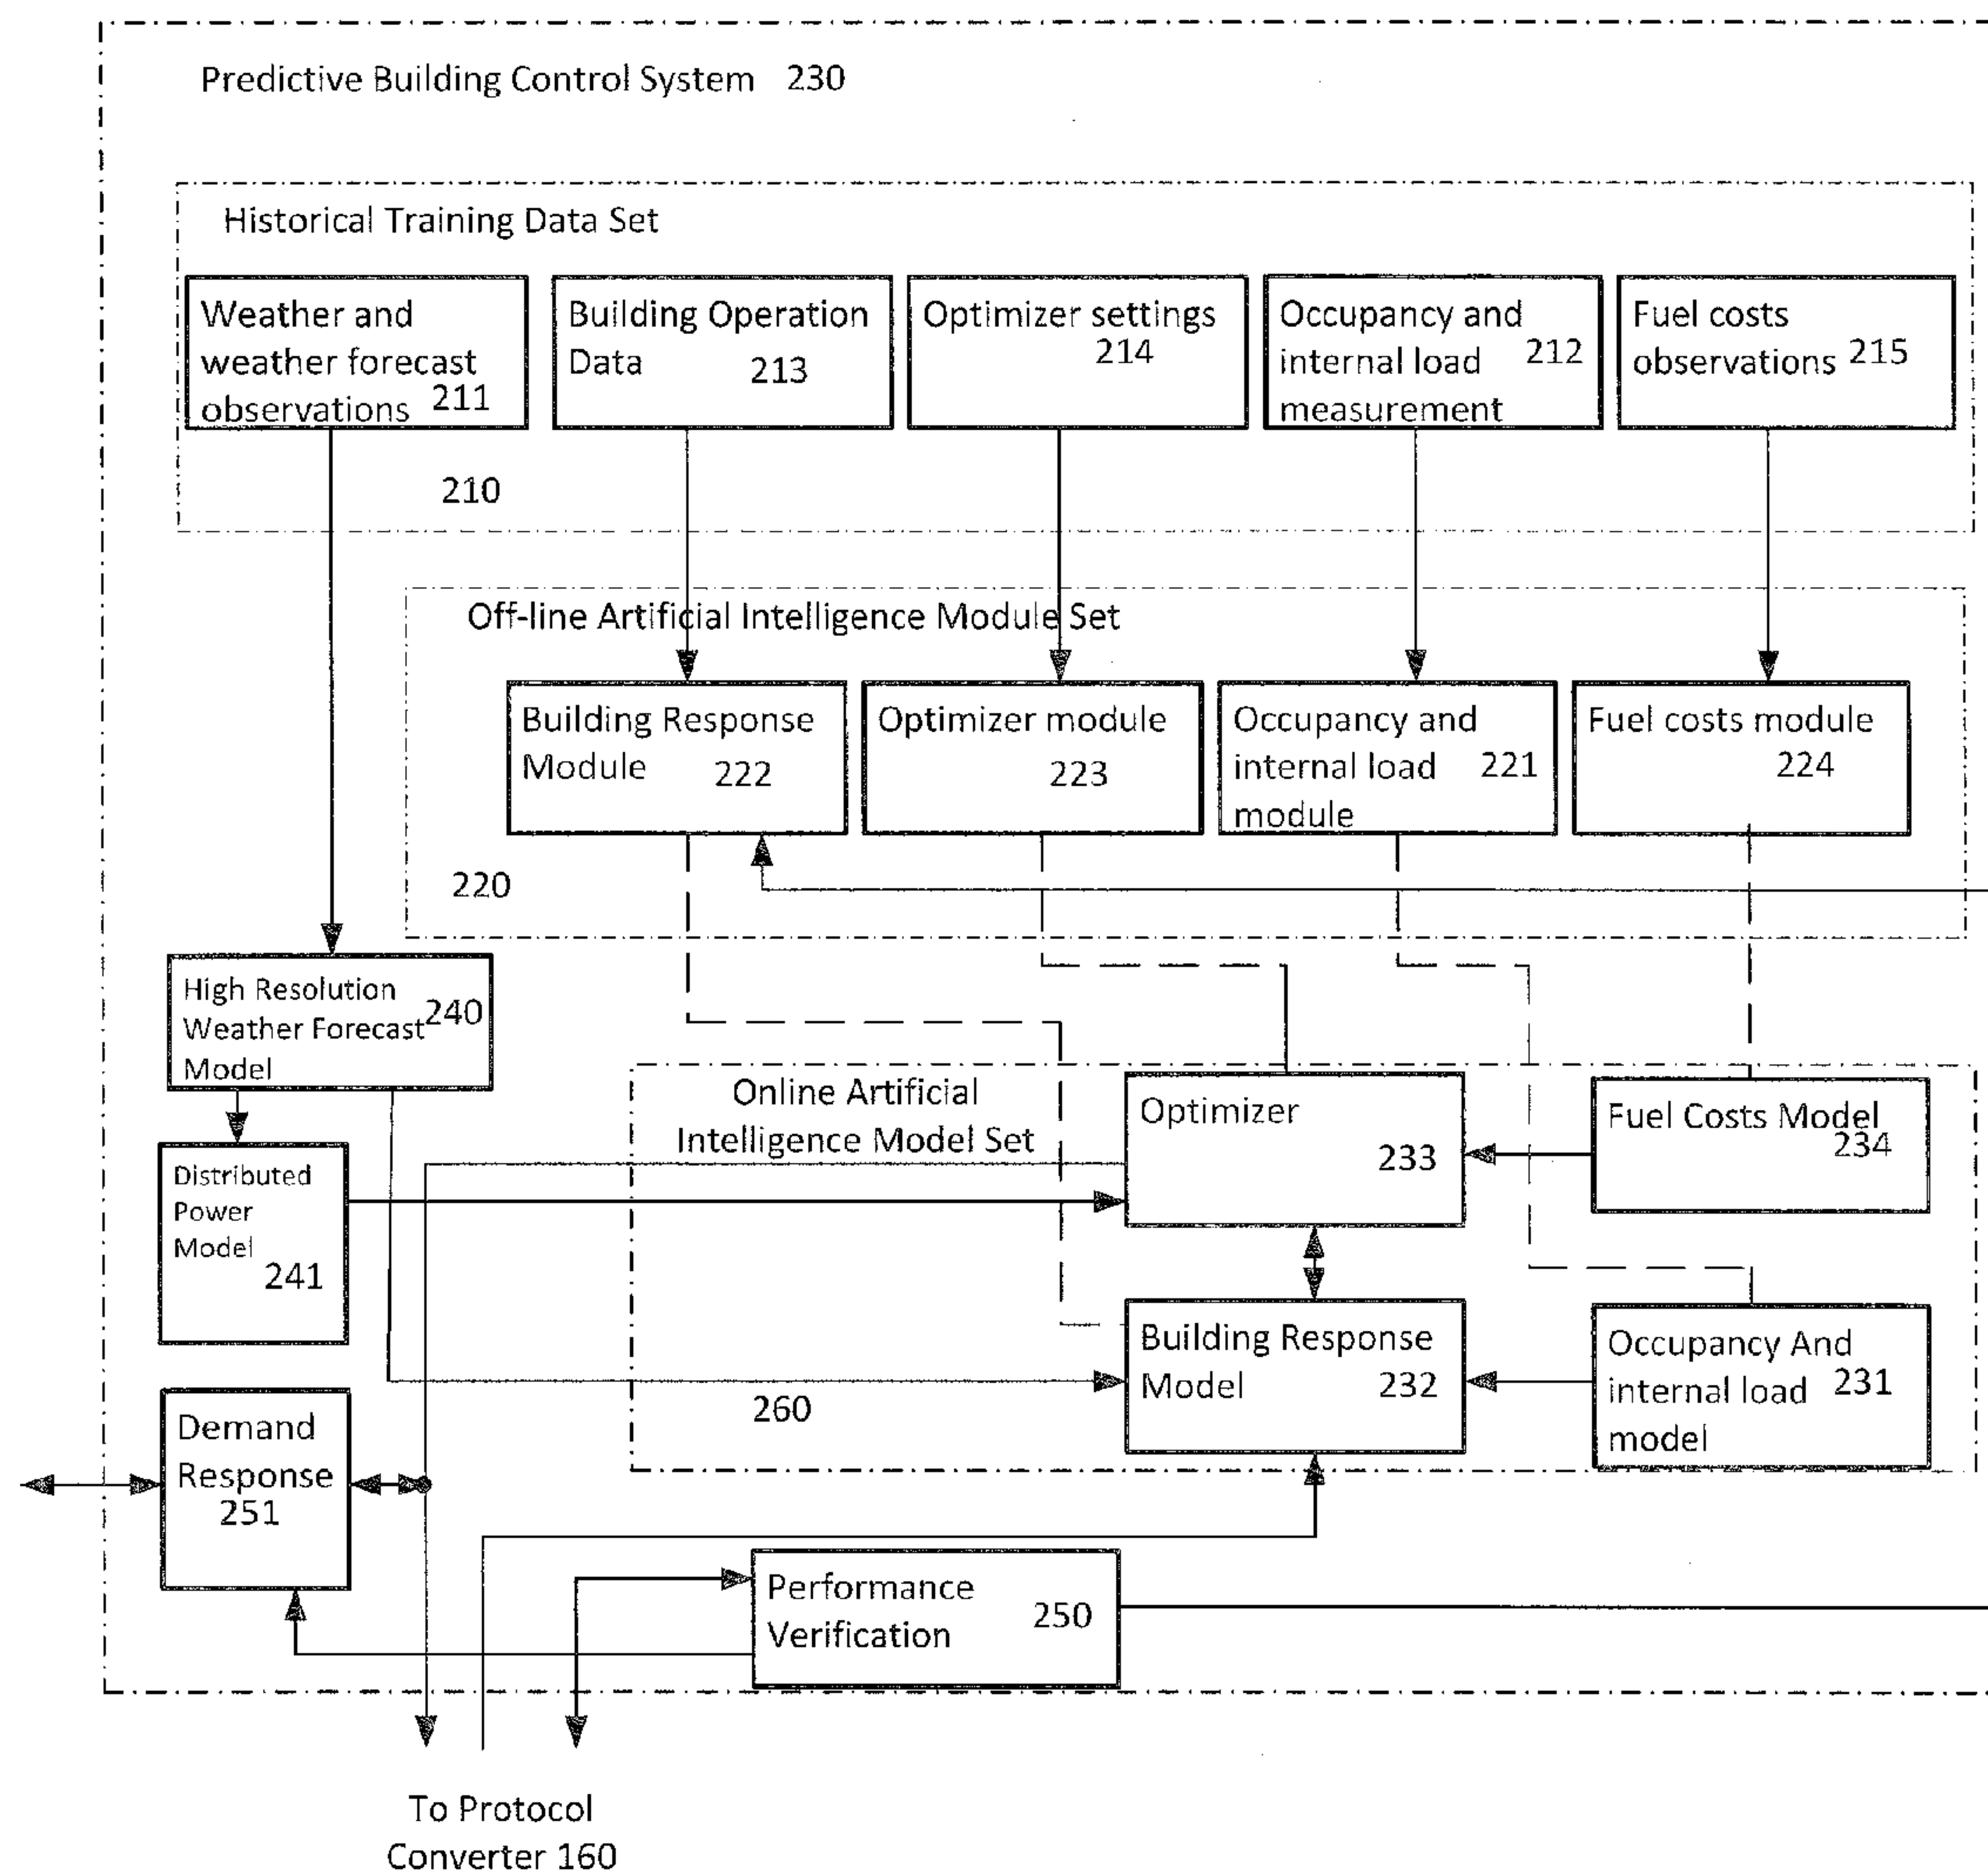 Predictive Building Control System 230
Historical Training Data Set
Weather and
weather forecast
observations 211
Building Operation
Data 213
Optimizer settings
214
Occupancy and
internal load 212
measurement
Fuel costs
observations 215
210
Off-line Artificial Intelligence Module Set
Building Response
Module 222
Optimizer module
223
Occupancy and
internal load 221
module
Fuel costs module
224
220
High Resolution
Weather Forecast 240
Model
Online Artificial
Intelligence Model Set
Optimizer
233
Fuel Costs Model
234
Distributed
Power
Model
241
Building Response
Model 232
Occupancy And
internal load 231
model
260
Demand
Response
251
Performance
Verification 250
To Protocol
Converter 160